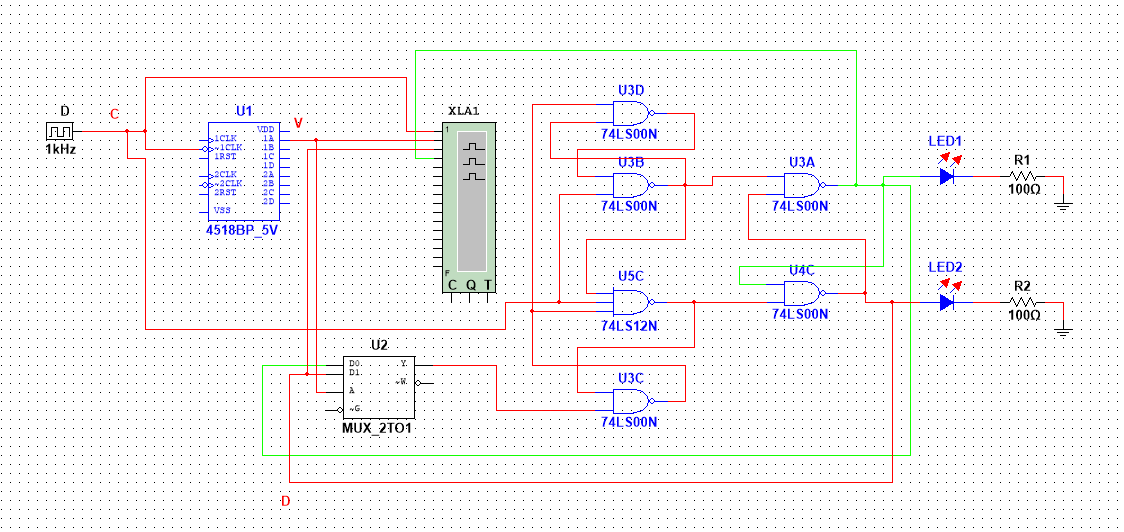 D
1kHz
C
U1
V
1CLK
~1CLK
1RST
2CLK
~2CLK
2RST
VSS
VDD
1A
1B
1C
1D
2A
2B
2C
2D
4518BP_5V
XLA1
1
F
C Q T
U3D
74LS00N
U3B
74LS00N
U3A
74LS00N
LED1
R1
100Ω
U5C
74LS12N
U4C
74LS00N
LED2
R2
100Ω
U3C
74LS00N
U2
D0
D1
A
~G
Y
~W
MUX_2TO1
D